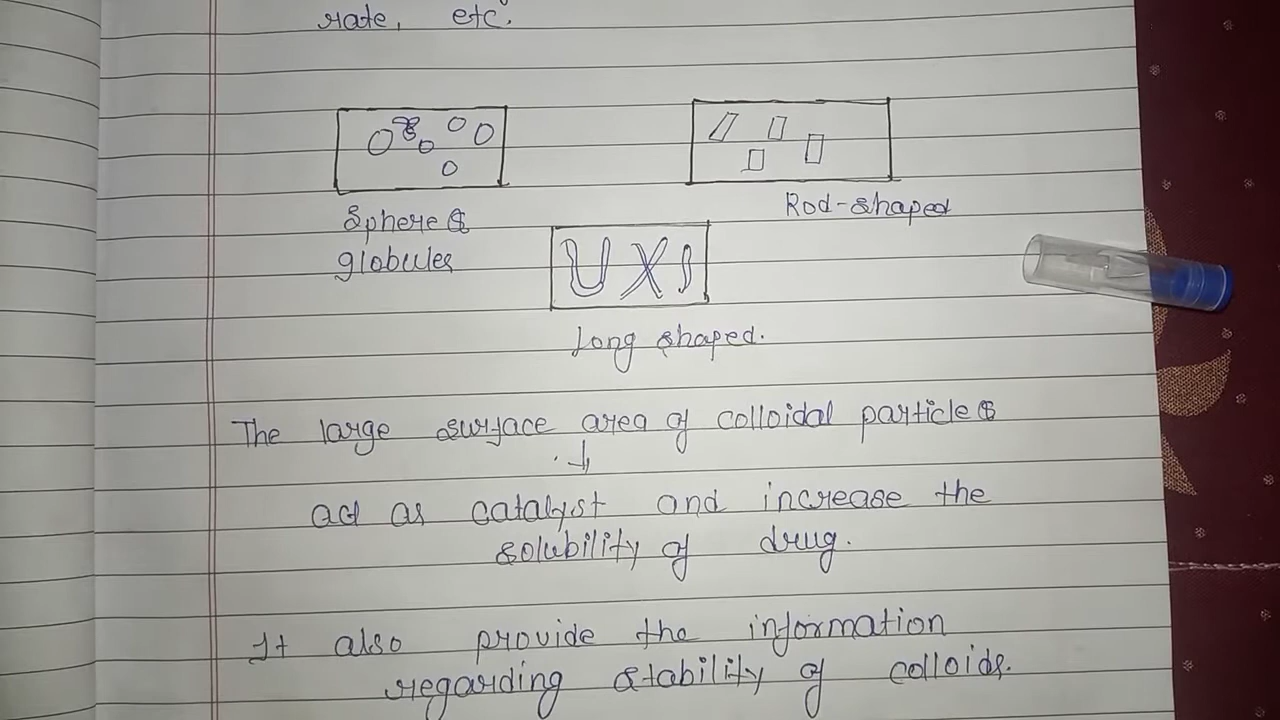 rate, etc.
Spheres
globules
Rod-shaped
Long shaped.
The large surface area of colloidal particles
act as catalyst and increase the
solubility of drug.
It also provide the information
regarding stability of colloids.